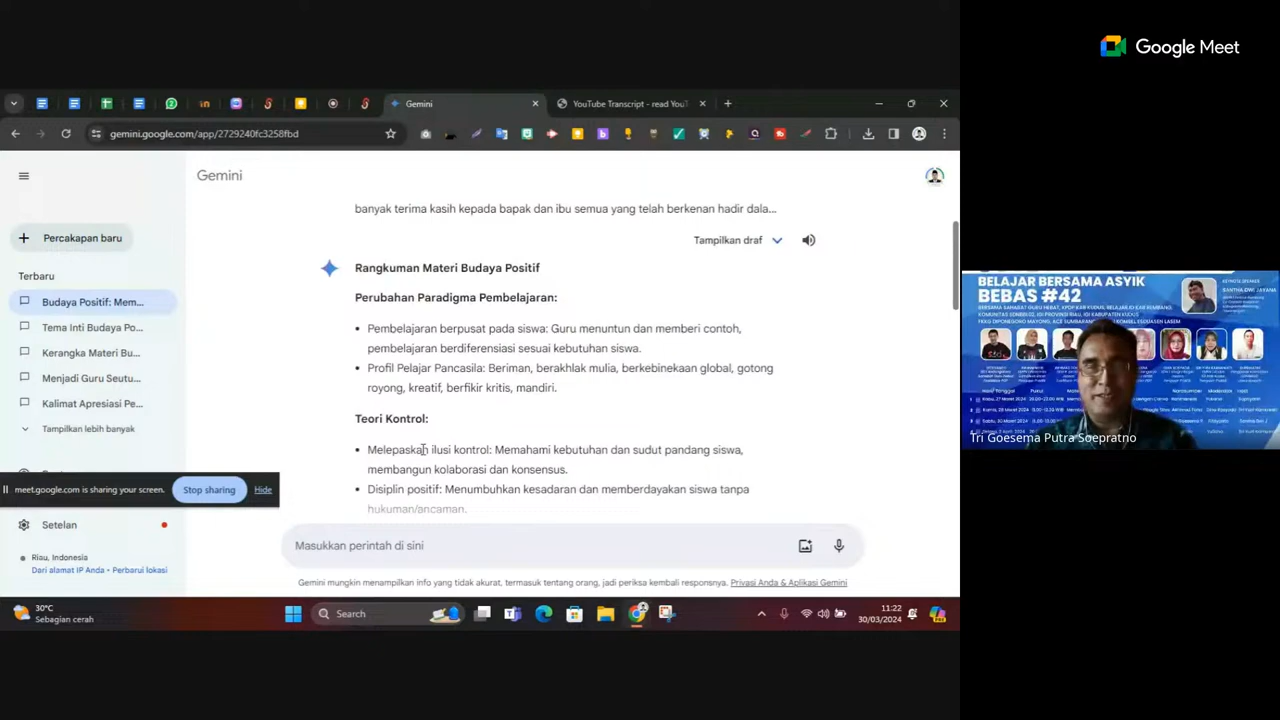 Google Meet
Gemini
YouTube Transcript - read YouT
gemini.google.com/app/2729240fc3258fbd
Gemini
Percakapan baru
Terbaru
Budaya Positif: Mem...
Tema Inti Budaya Po...
Kerangka Materi Bu...
Menjadi Guru Seutu...
Kalimat Apresiasi Pe...
Tampilkan lebih banyak
meet.google.com is sharing your screen.
Stop sharing
Hide
Setelan
Riau, Indonesia
Dari alamat IP Anda • Perbarui lokasi
banyak terima kasih kepada bapak dan ibu semua yang telah berkenan hadir dala...
Tampilkan draf
Rangkuman Materi Budaya Positif
Perubahan Paradigma Pembelajaran:
• Pembelajaran berpusat pada siswa: Guru menuntun dan memberi contoh,
pembelajaran berdiferensiasi sesuai kebutuhan siswa.
• Profil Pelajar Pancasila: Beriman, berakhlak mulia, berkebinekaan global, gotong
royong, kreatif, berfikir kritis, mandiri.
Teori Kontrol:
• Melepaskan ilusi kontrol: Memahami kebutuhan dan sudut pandang siswa,
membangun kolaborasi dan konsensus.
• Disiplin positif: Menumbuhkan kesadaran dan memberdayakan siswa tanpa
hukuman/ancaman.
Masukkan perintah di sini
Gemini mungkin menampilkan info yang tidak akurat, termasuk tentang orang, jadi periksa kembali responsnya. Privasi Anda & Aplikasi Gemini
30°C
Sebagian cerah
Search
11:22
30/03/2024
BELAJAR BERSAMA ASYIK
BEBAS #42
Tri Goesema Putra Soepratno